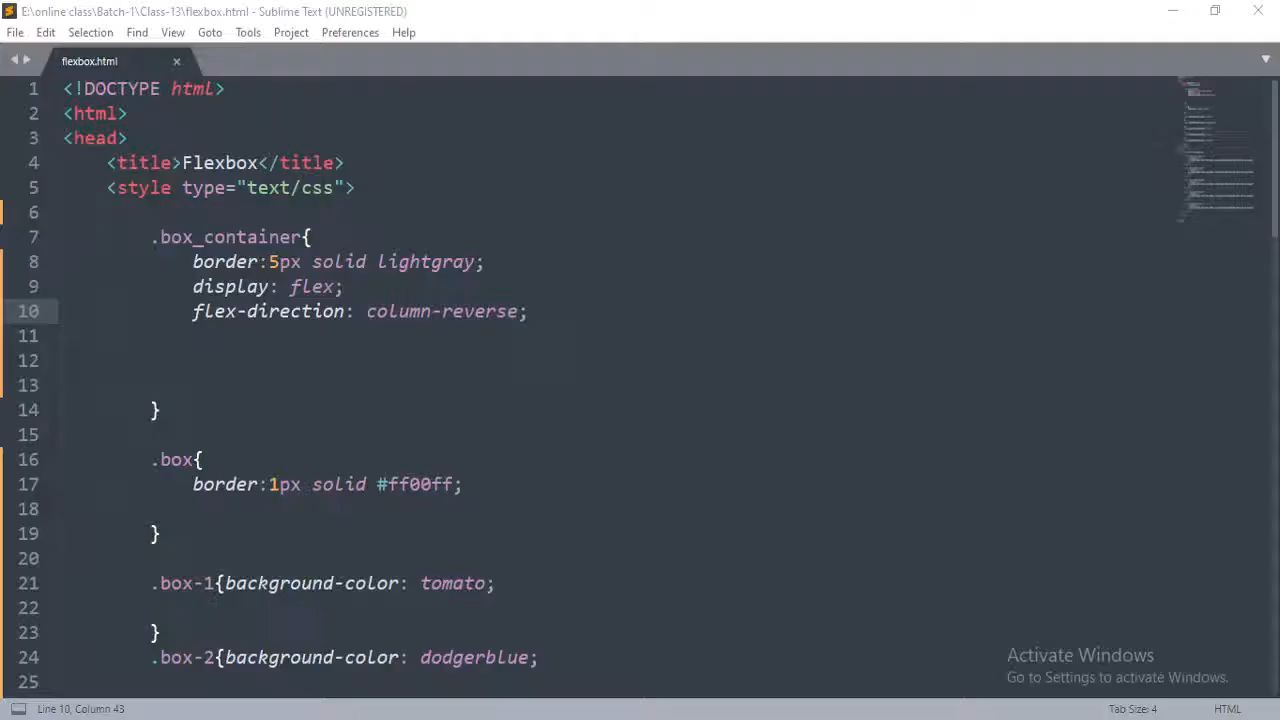 E:\online class\Batch-1\Class-13\flexbox.html - Sublime Text (UNREGISTERED)
File Edit Selection Find View Goto Tools Project Preferences Help
flexbox.html
1 <!DOCTYPE html>
2 <html>
3 <head>
4 <title>Flexbox</title>
5 <style type="text/css">
6
7 .box_container{
8 border:5px solid lightgray;
9 display: flex;
10 flex-direction: column-reverse;
11
12
13
14 }
15
16 .box{
17 border:1px solid #ff00ff;
18
19 }
20
21 .box-1{background-color: tomato;
22
23 }
24 .box-2{background-color: dodgerblue;
25
Activate Windows
Go to Settings to activate Windows.
Line 10, Column 43
Tab Size: 4
HTML